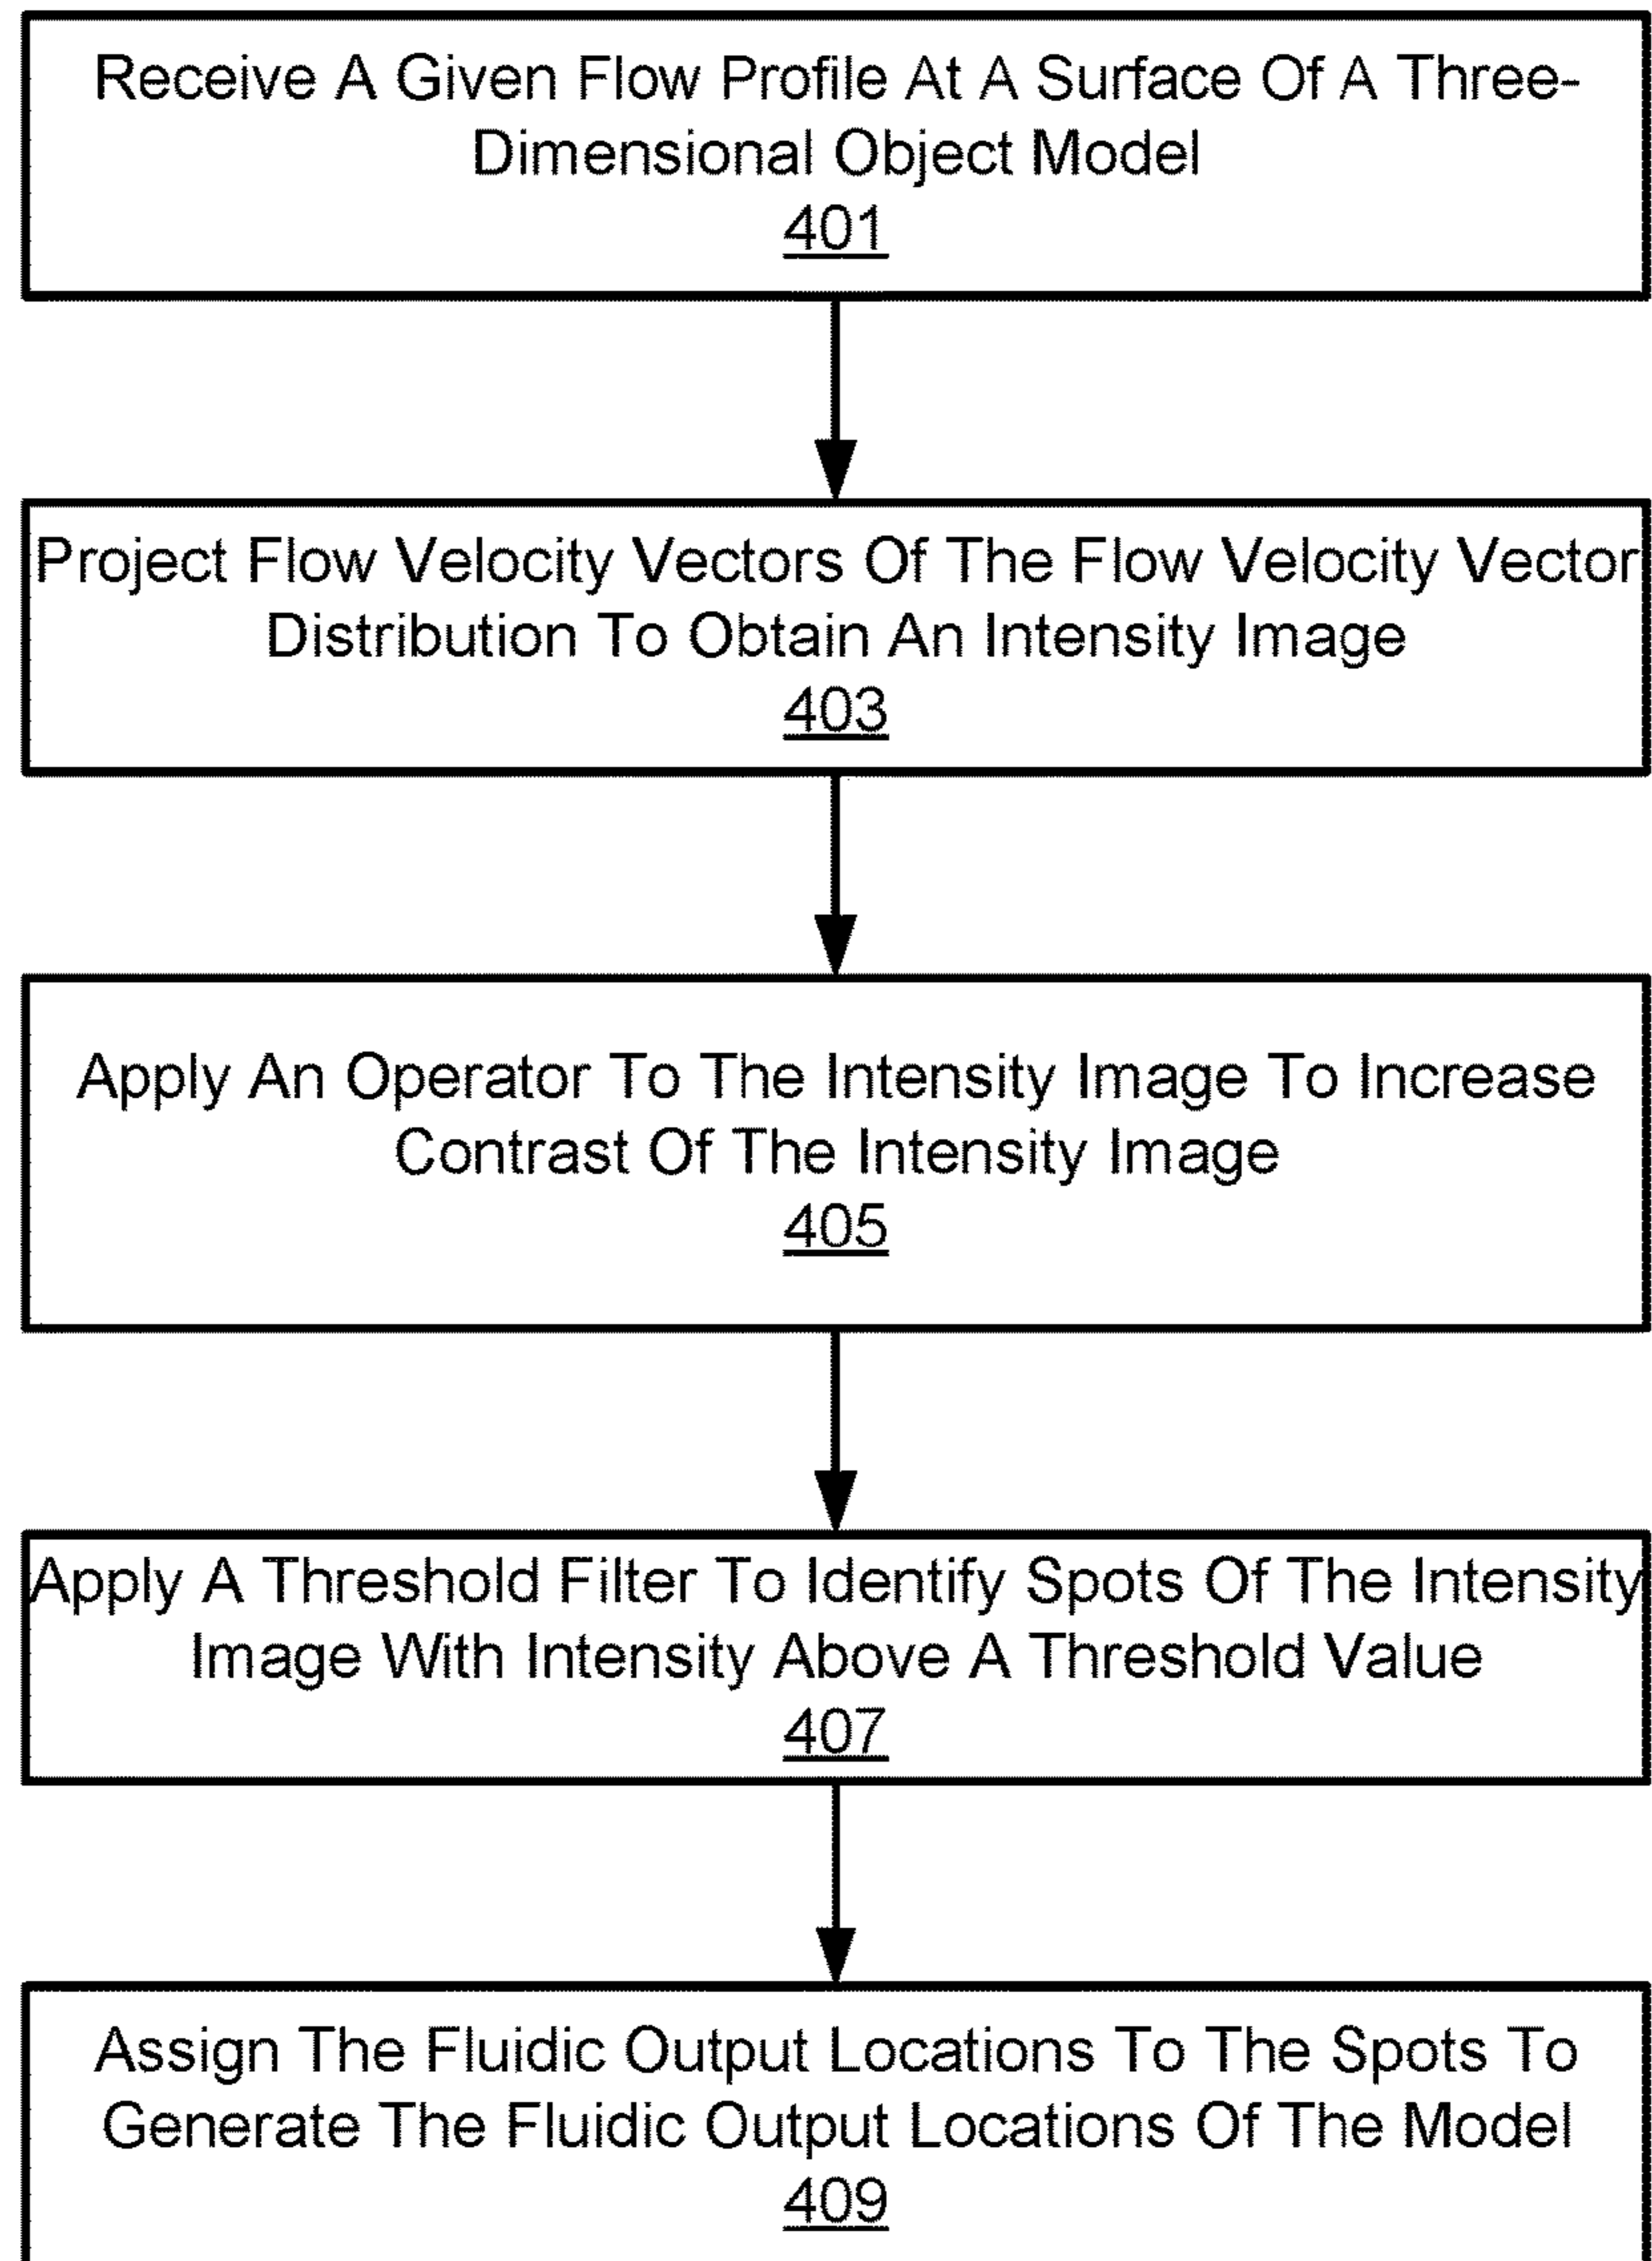 Receive A Given Flow Profile At A Surface Of A Three-
Dimensional Object Model
401
Project Flow Velocity Vectors Of The Flow Velocity Vector
Distribution To Obtain An Intensity Image
403
Apply An Operator To The Intensity Image To Increase
Contrast Of The Intensity Image
405
Apply A Threshold Filter To Identify Spots Of The Intensity
Image With Intensity Above A Threshold Value
407
Assign The Fluidic Output Locations To The Spots To
Generate The Fluidic Output Locations Of The Model
409